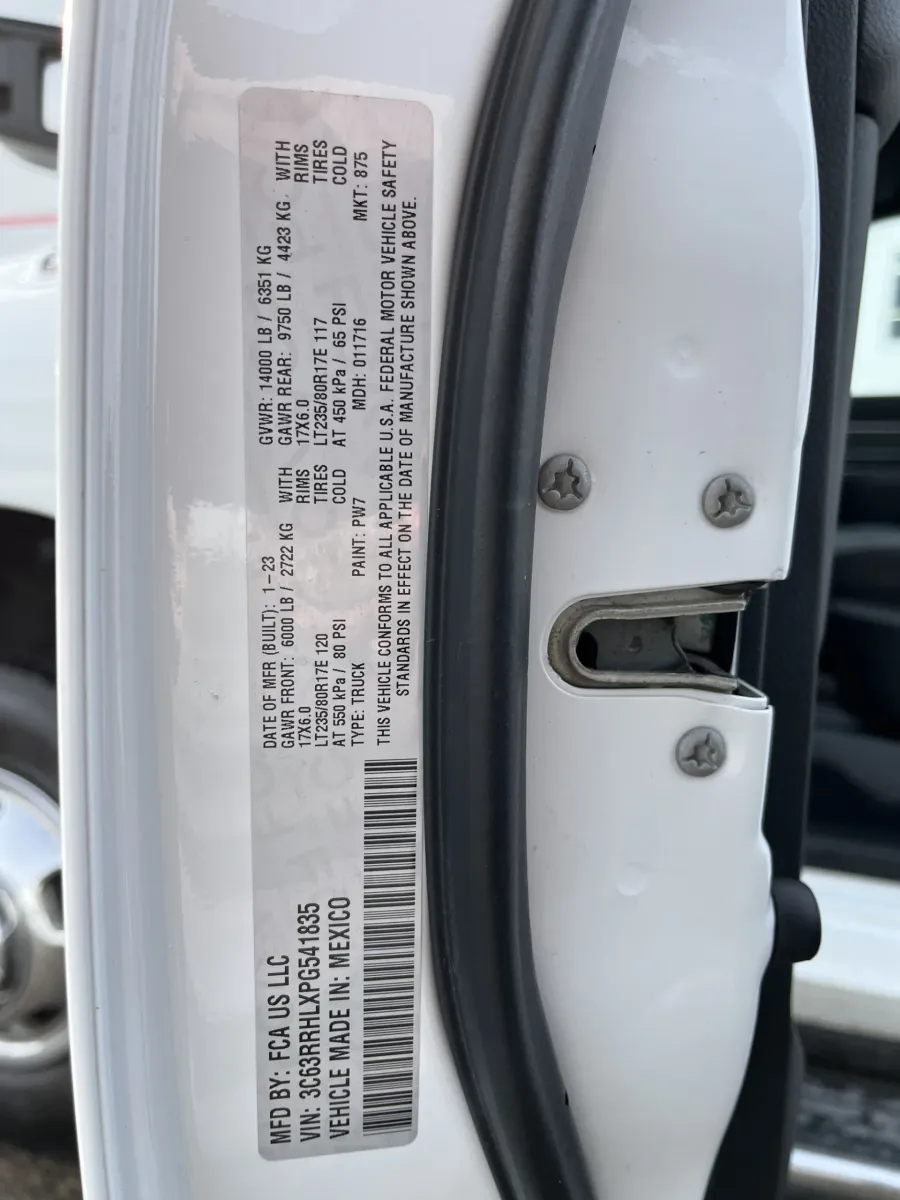 MFD BY: FCA US LLC
VIN: 3C63RRHLXPG541835
VEHICLE MADE IN: MEXICO
DATE OF MFR (BUILT): 1-23 GVWR: 14000 LB / 6351 KG
GAWR FRONT: 6000 LB / 2722 KG WITH GAWR REAR: 9750 LB / 4423 KG WITH
17X6.0 RIMS 17X6.0 RIMS
LT235/80R17E 120 TIRES LT235/80R17E 117 TIRES
AT 550 kPa / 80 PSI COLD AT 450 kPa / 65 PSI COLD
TYPE: TRUCK PAINT: PW7 MDH: 011716 MKT: 875
THIS VEHICLE CONFORMS TO ALL APPLICABLE U.S.A. FEDERAL MOTOR VEHICLE SAFETY
STANDARDS IN EFFECT ON THE DATE OF MANUFACTURE SHOWN ABOVE.